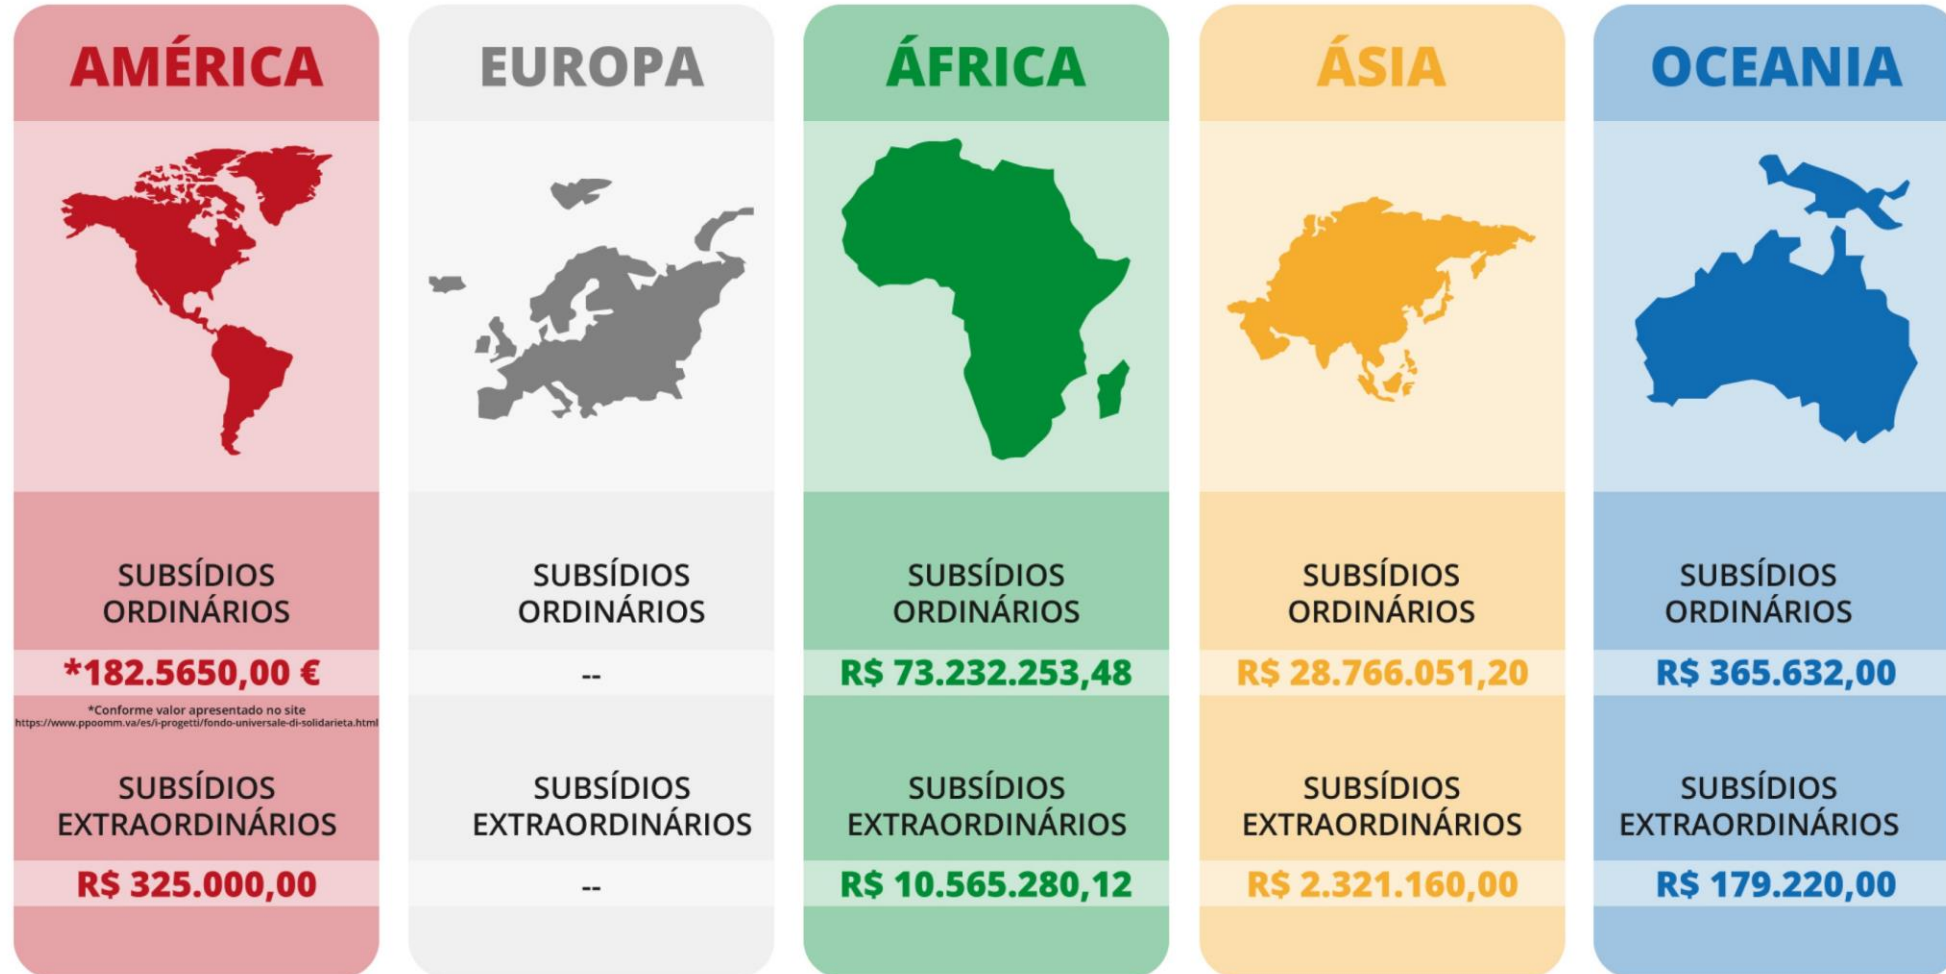 AMÉRICA
SUBSÍDIOS
ORDINÁRIOS
*182.5650,00 €
*Conforme valor apresentado no site
https://www.ppoomm.va/es/i-progetti/fondo-universale-di-solidarieta.html
SUBSÍDIOS
EXTRAORDINÁRIOS
R$ 325.000,00
EUROPA
SUBSÍDIOS
ORDINÁRIOS
--
SUBSÍDIOS
EXTRAORDINÁRIOS
--
ÁFRICA
SUBSÍDIOS
ORDINÁRIOS
R$ 73.232.253,48
SUBSÍDIOS
EXTRAORDINÁRIOS
R$ 10.565.280,12
ÁSIA
SUBSÍDIOS
ORDINÁRIOS
R$ 28.766.051,20
SUBSÍDIOS
EXTRAORDINÁRIOS
R$ 2.321.160,00
OCEANIA
SUBSÍDIOS
ORDINÁRIOS
R$ 365.632,00
SUBSÍDIOS
EXTRAORDINÁRIOS
R$ 179.220,00